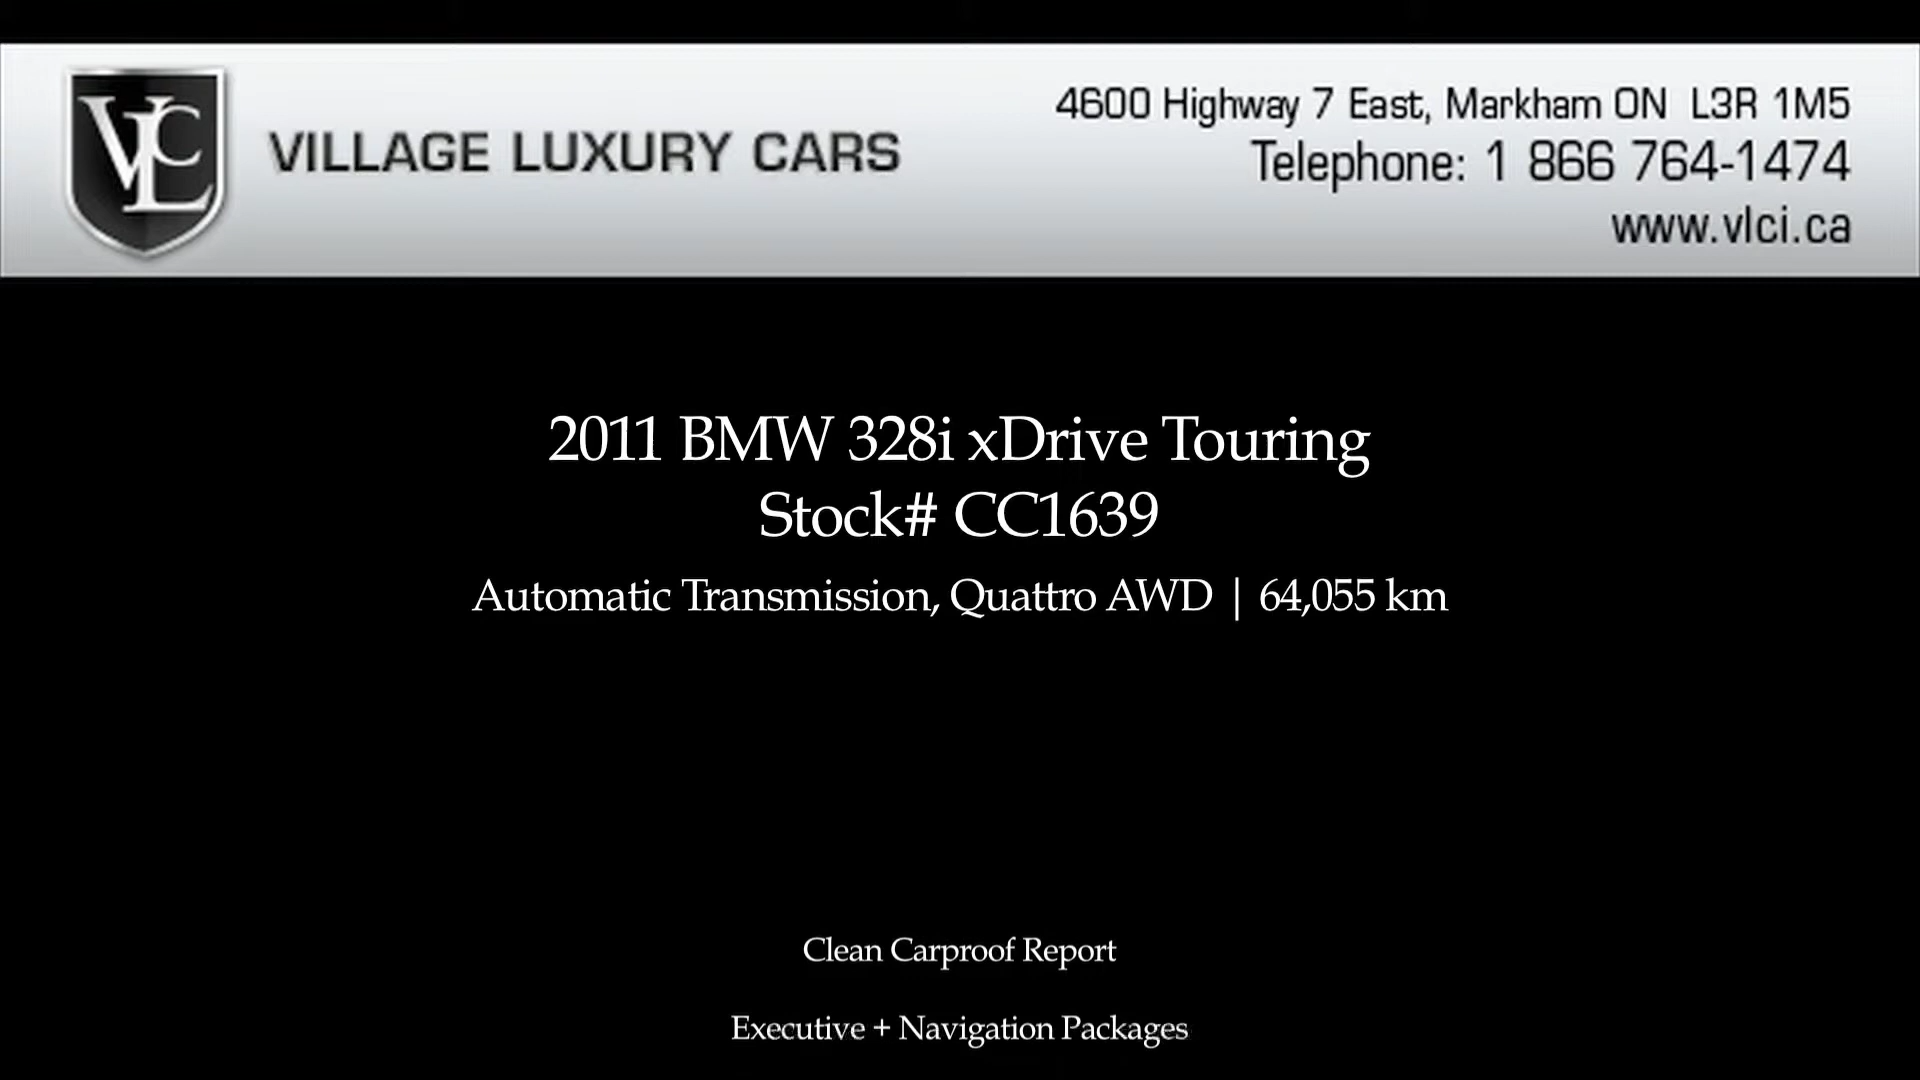 VLC
VILLAGE LUXURY CARS
4600 Highway 7 East, Markham ON L3R 1M5
Telephone: 1 866 764-1474
www.vlci.ca
2011 BMW 328i xDrive Touring
Stock# CC1639
Automatic Transmission, Quattro AWD | 64,055 km
Clean Carproof Report
Executive + Navigation Packages